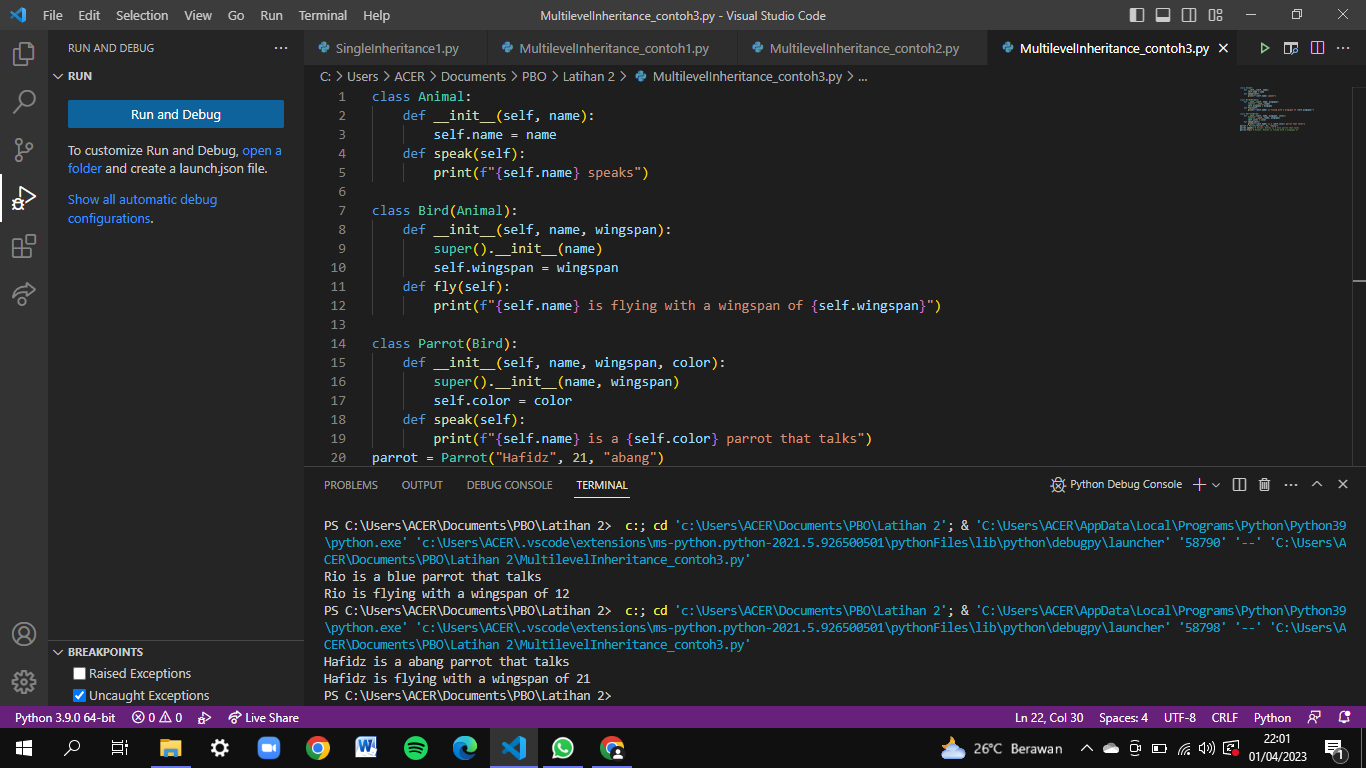 File Edit Selection View Go Run Terminal Help
MultilevelInheritance_contoh3.py - Visual Studio Code
RUN AND DEBUG
RUN
Run and Debug
To customize Run and Debug, open a
folder and create a launch.json file.
Show all automatic debug
configurations.
BREAKPOINTS
Raised Exceptions
Uncaught Exceptions
SingleInheritance1.py
MultilevelInheritance_contoh1.py
MultilevelInheritance_contoh2.py
MultilevelInheritance_contoh3.py
C: > Users > ACER > Documents > PBO > Latihan 2 > MultilevelInheritance_contoh3.py > ...
1 class Animal:
2     def __init__(self, name):
3         self.name = name
4     def speak(self):
5         print(f"{self.name} speaks")
6
7 class Bird(Animal):
8     def __init__(self, name, wingspan):
9         super().__init__(name)
10         self.wingspan = wingspan
11     def fly(self):
12         print(f"{self.name} is flying with a wingspan of {self.wingspan}")
13
14 class Parrot(Bird):
15     def __init__(self, name, wingspan, color):
16         super().__init__(name, wingspan)
17         self.color = color
18     def speak(self):
19         print(f"{self.name} is a {self.color} parrot that talks")
20 parrot = Parrot("Hafidz", 21, "abang")
PROBLEMS OUTPUT DEBUG CONSOLE TERMINAL
Python Debug Console
PS C:\Users\ACER\Documents\PBO\Latihan 2>  c:; cd 'c:\Users\ACER\Documents\PBO\Latihan 2'; & 'C:\Users\ACER\AppData\Local\Programs\Python\Python39
\python.exe' 'c:\Users\ACER\.vscode\extensions\ms-python.python-2021.5.926500501\pythonFiles\lib\python\debugpy\launcher' '58790' '--' 'C:\Users\A
CER\Documents\PBO\Latihan 2\MultilevelInheritance_contoh3.py'
Rio is a blue parrot that talks
Rio is flying with a wingspan of 12
PS C:\Users\ACER\Documents\PBO\Latihan 2>  c:; cd 'c:\Users\ACER\Documents\PBO\Latihan 2'; & 'C:\Users\ACER\AppData\Local\Programs\Python\Python39
\python.exe' 'c:\Users\ACER\.vscode\extensions\ms-python.python-2021.5.926500501\pythonFiles\lib\python\debugpy\launcher' '58798' '--' 'C:\Users\A
CER\Documents\PBO\Latihan 2\MultilevelInheritance_contoh3.py'
Hafidz is a abang parrot that talks
Hafidz is flying with a wingspan of 21
PS C:\Users\ACER\Documents\PBO\Latihan 2>
Python 3.9.0 64-bit 0 0 Live Share Ln 22, Col 30 Spaces: 4 UTF-8 CRLF Python
26°C Berawan
22:01
01/04/2023
1